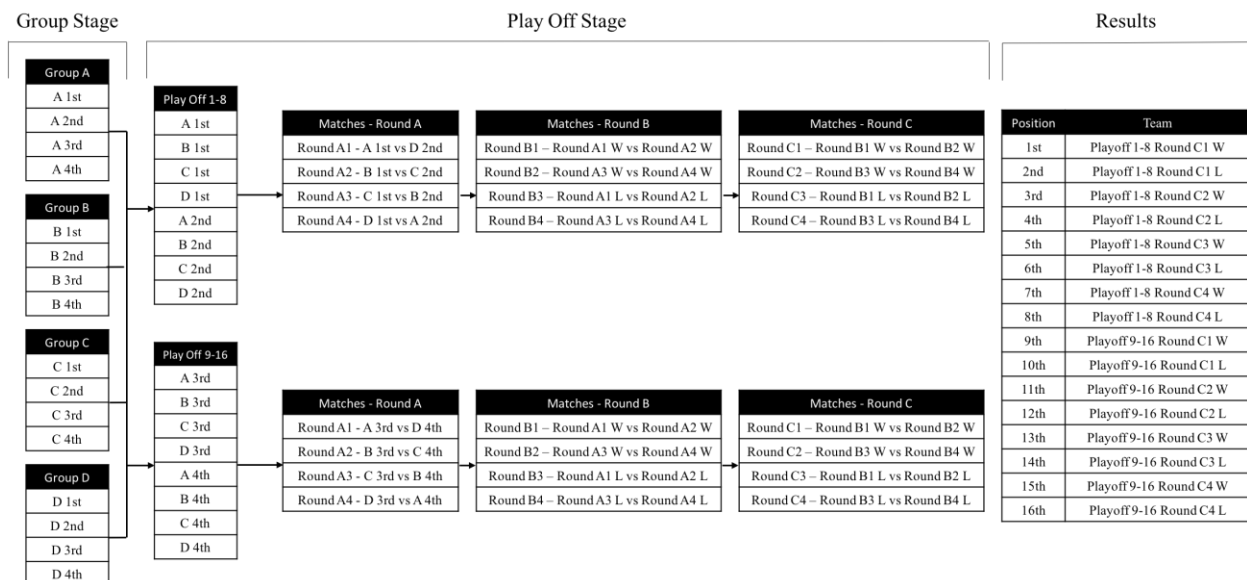 Group Stage
Play Off Stage
Results
Group A
A 1st
A 2nd
A 3rd
A 4th
Group B
B 1st
B 2nd
B 3rd
B 4th
Group C
C 1st
C 2nd
C 3rd
C 4th
Group D
D 1st
D 2nd
D 3rd
D 4th
Play Off 1-8
A 1st
B 1st
C 1st
D 1st
A 2nd
B 2nd
C 2nd
D 2nd
Matches - Round A
Round A1 - A 1st vs D 2nd
Round A2 - B 1st vs C 2nd
Round A3 - C 1st vs B 2nd
Round A4 - D 1st vs A 2nd
Matches - Round B
Round B1 – Round A1 W vs Round A2 W
Round B2 – Round A3 W vs Round A4 W
Round B3 – Round A1 L vs Round A2 L
Round B4 – Round A3 L vs Round A4 L
Matches - Round C
Round C1 – Round B1 W vs Round B2 W
Round C2 – Round B3 W vs Round B4 W
Round C3 – Round B1 L vs Round B2 L
Round C4 – Round B3 L vs Round B4 L
Play Off 9-16
A 3rd
B 3rd
C 3rd
D 3rd
A 4th
B 4th
C 4th
D 4th
Matches - Round A
Round A1 - A 3rd vs D 4th
Round A2 - B 3rd vs C 4th
Round A3 - C 3rd vs B 4th
Round A4 - D 3rd vs A 4th
Matches - Round B
Round B1 – Round A1 W vs Round A2 W
Round B2 – Round A3 W vs Round A4 W
Round B3 – Round A1 L vs Round A2 L
Round B4 – Round A3 L vs Round A4 L
Matches - Round C
Round C1 – Round B1 W vs Round B2 W
Round C2 – Round B3 W vs Round B4 W
Round C3 – Round B1 L vs Round B2 L
Round C4 – Round B3 L vs Round B4 L
Position Team
1st Playoff 1-8 Round C1 W
2nd Playoff 1-8 Round C1 L
3rd Playoff 1-8 Round C2 W
4th Playoff 1-8 Round C2 L
5th Playoff 1-8 Round C3 W
6th Playoff 1-8 Round C3 L
7th Playoff 1-8 Round C4 W
8th Playoff 1-8 Round C4 L
9th Playoff 9-16 Round C1 W
10th Playoff 9-16 Round C1 L
11th Playoff 9-16 Round C2 W
12th Playoff 9-16 Round C2 L
13th Playoff 9-16 Round C3 W
14th Playoff 9-16 Round C3 L
15th Playoff 9-16 Round C4 W
16th Playoff 9-16 Round C4 L